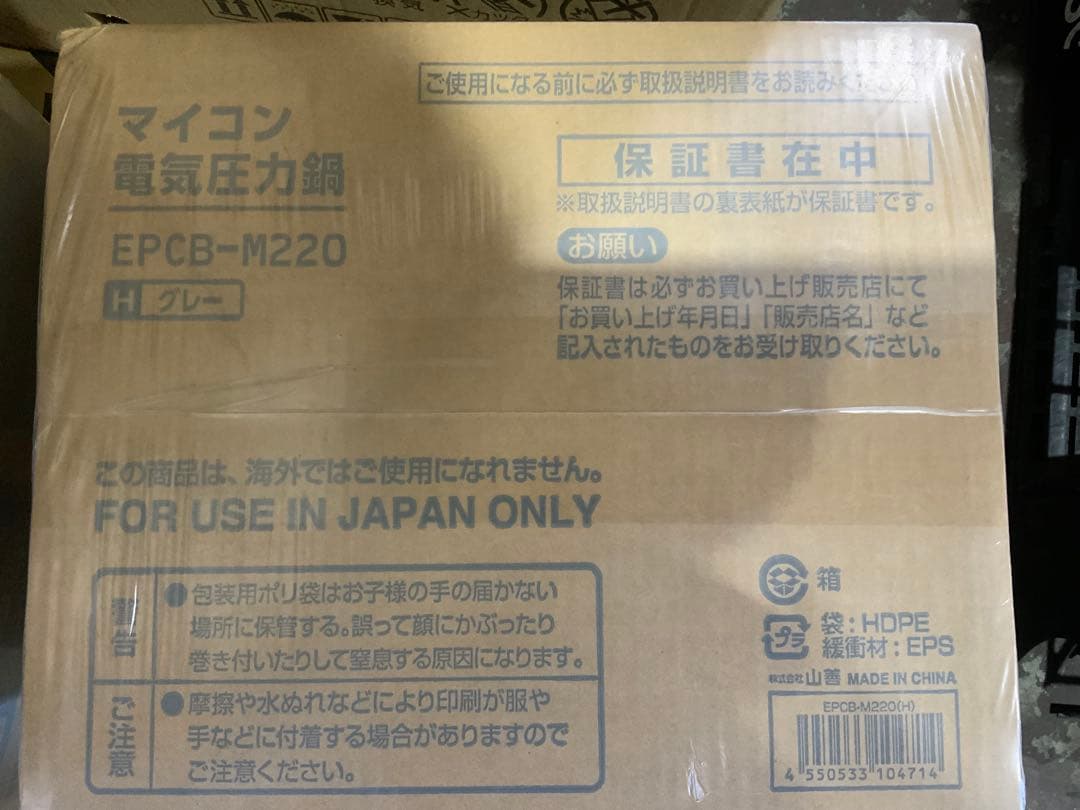 ご使用になる前に必ず取扱説明書をお読みください
マイコン
電気圧力鍋
EPCB-M220
H グレー
保証書在中
※取扱説明書の裏表紙が保証書です。
お願い
保証書は必ずお買い上げ販売店にて
「お買い上げ年月日」「販売店名」など
記入されたものをお受け取りください。
この商品は、海外ではご使用になれません。
FOR USE IN JAPAN ONLY
警告
●包装用ポリ袋はお子様の手の届かない
場所に保管する。誤って顔にかぶったり
巻き付いたりして窒息する原因になります。
ご注意
●摩擦や水ぬれなどにより印刷が服や
手などに付着する場合がありますので
ご注意ください。
箱
プラ
袋:HDPE
緩衝材:EPS
株式会社 山善 MADE IN CHINA
EPCB-M220(H)
4 550533 104714